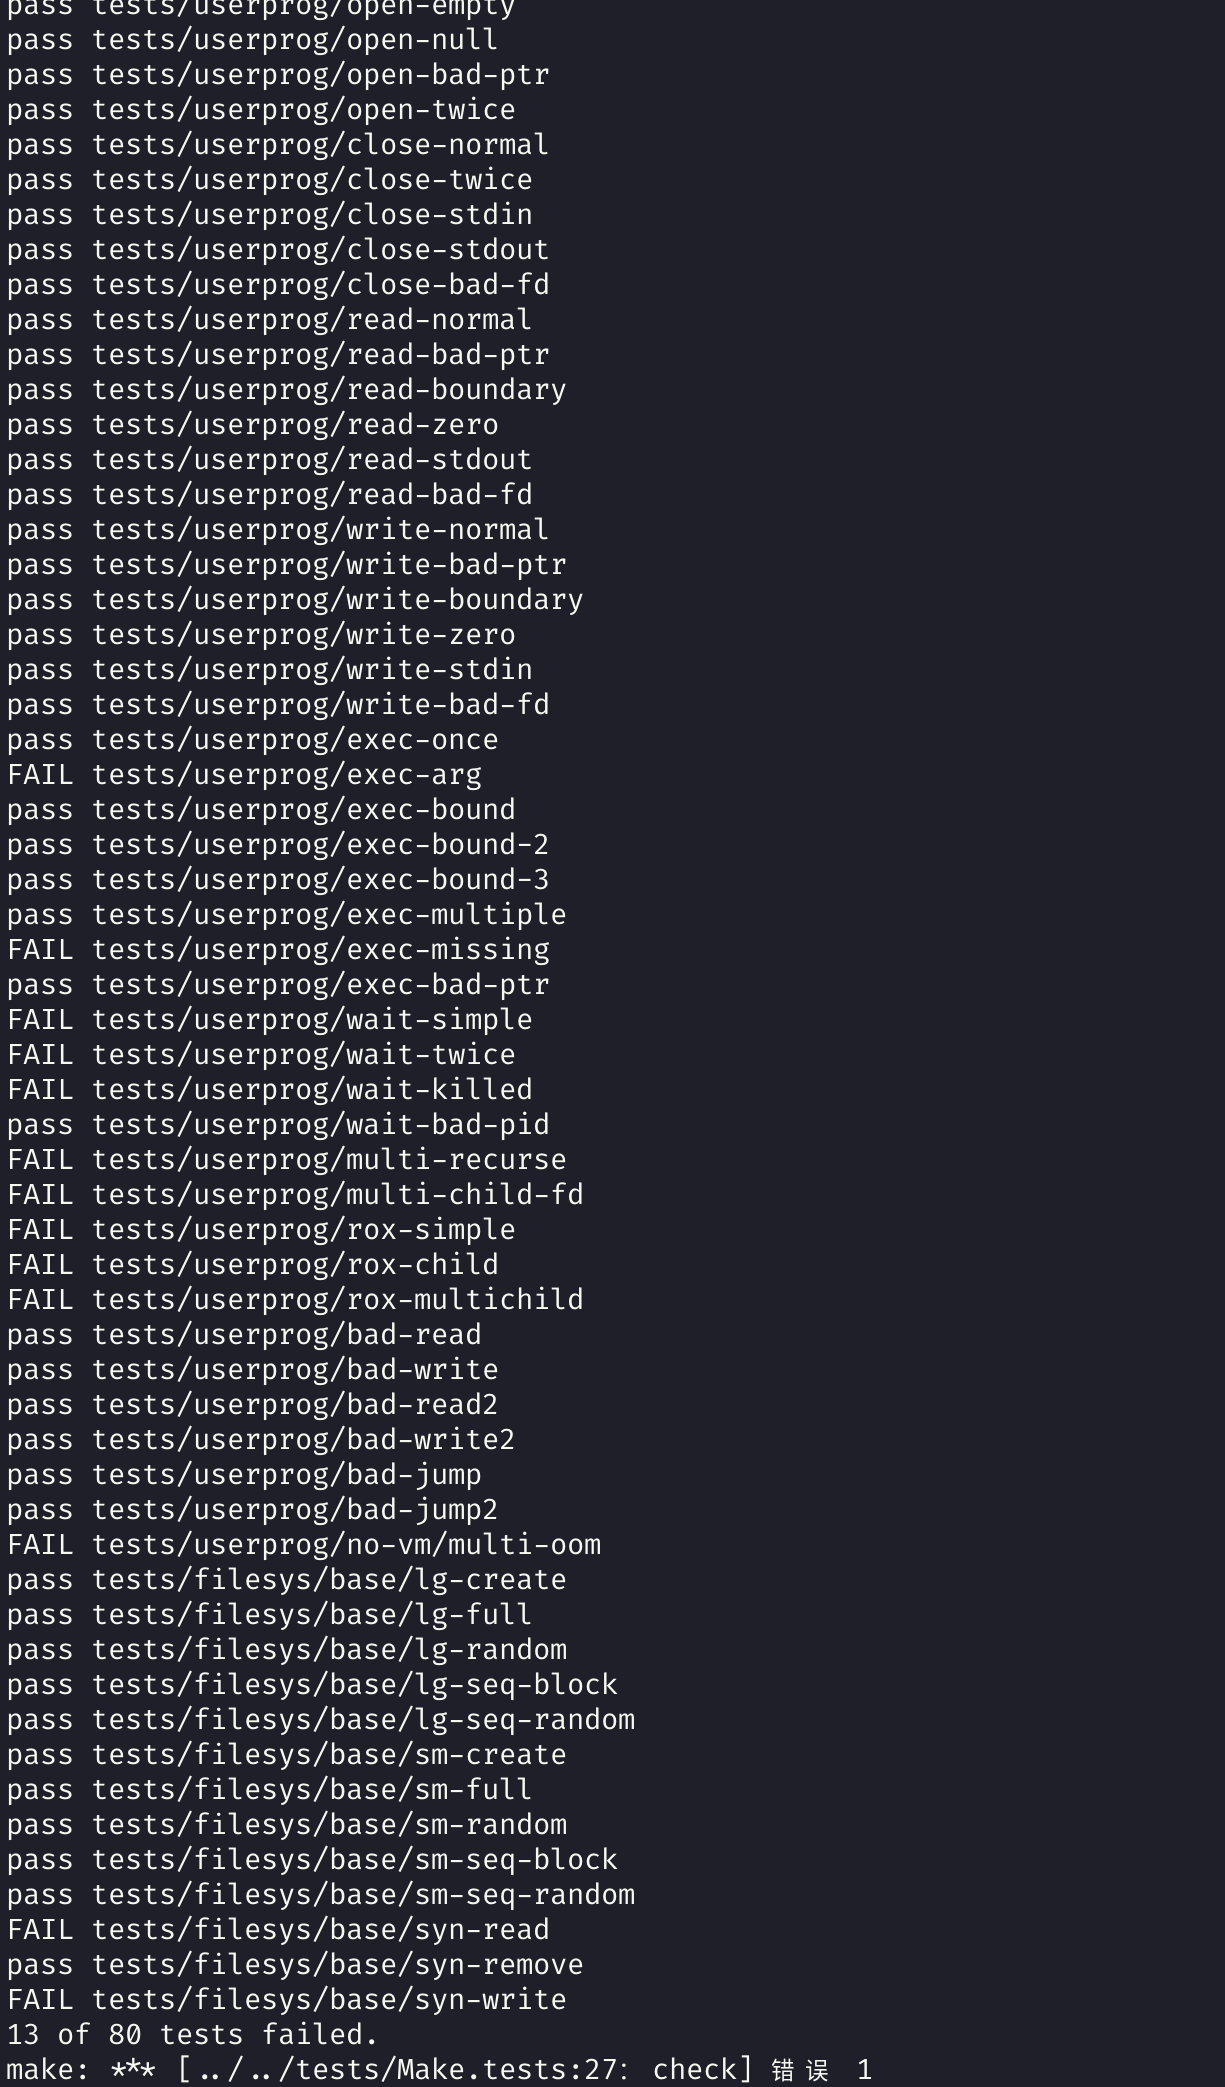 pass tests/userprog/open-empty
pass tests/userprog/open-null
pass tests/userprog/open-bad-ptr
pass tests/userprog/open-twice
pass tests/userprog/close-normal
pass tests/userprog/close-twice
pass tests/userprog/close-stdin
pass tests/userprog/close-stdout
pass tests/userprog/close-bad-fd
pass tests/userprog/read-normal
pass tests/userprog/read-bad-ptr
pass tests/userprog/read-boundary
pass tests/userprog/read-zero
pass tests/userprog/read-stdout
pass tests/userprog/read-bad-fd
pass tests/userprog/write-normal
pass tests/userprog/write-bad-ptr
pass tests/userprog/write-boundary
pass tests/userprog/write-zero
pass tests/userprog/write-stdin
pass tests/userprog/write-bad-fd
pass tests/userprog/exec-once
FAIL tests/userprog/exec-arg
pass tests/userprog/exec-bound
pass tests/userprog/exec-bound-2
pass tests/userprog/exec-bound-3
pass tests/userprog/exec-multiple
FAIL tests/userprog/exec-missing
pass tests/userprog/exec-bad-ptr
FAIL tests/userprog/wait-simple
FAIL tests/userprog/wait-twice
FAIL tests/userprog/wait-killed
pass tests/userprog/wait-bad-pid
FAIL tests/userprog/multi-recurse
FAIL tests/userprog/multi-child-fd
FAIL tests/userprog/rox-simple
FAIL tests/userprog/rox-child
FAIL tests/userprog/rox-multichild
pass tests/userprog/bad-read
pass tests/userprog/bad-write
pass tests/userprog/bad-read2
pass tests/userprog/bad-write2
pass tests/userprog/bad-jump
pass tests/userprog/bad-jump2
FAIL tests/userprog/no-vm/multi-oom
pass tests/filesys/base/lg-create
pass tests/filesys/base/lg-full
pass tests/filesys/base/lg-random
pass tests/filesys/base/lg-seq-block
pass tests/filesys/base/lg-seq-random
pass tests/filesys/base/sm-create
pass tests/filesys/base/sm-full
pass tests/filesys/base/sm-random
pass tests/filesys/base/sm-seq-block
pass tests/filesys/base/sm-seq-random
FAIL tests/filesys/base/syn-read
pass tests/filesys/base/syn-remove
FAIL tests/filesys/base/syn-write
13 of 80 tests failed.
make: *** [../../tests/Make.tests:27：check] 错误 1